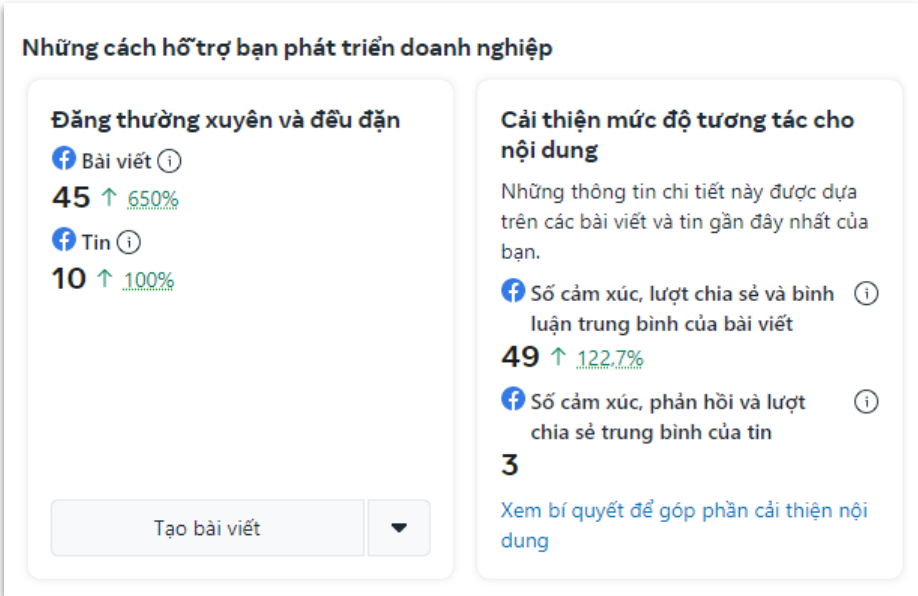 Những cách hỗ trợ bạn phát triển doanh nghiệp
Đăng thường xuyên và đều đặn
Bài viết
45 ↑ 650%
Tin
10 ↑ 100%
Tạo bài viết
Cải thiện mức độ tương tác cho
nội dung
Những thông tin chi tiết này được dựa
trên các bài viết và tin gần đây nhất của
bạn.
Số cảm xúc, lượt chia sẻ và bình
luận trung bình của bài viết
49 ↑ 122,7%
Số cảm xúc, phản hồi và lượt
chia sẻ trung bình của tin
3
Xem bí quyết để góp phần cải thiện nội
dung